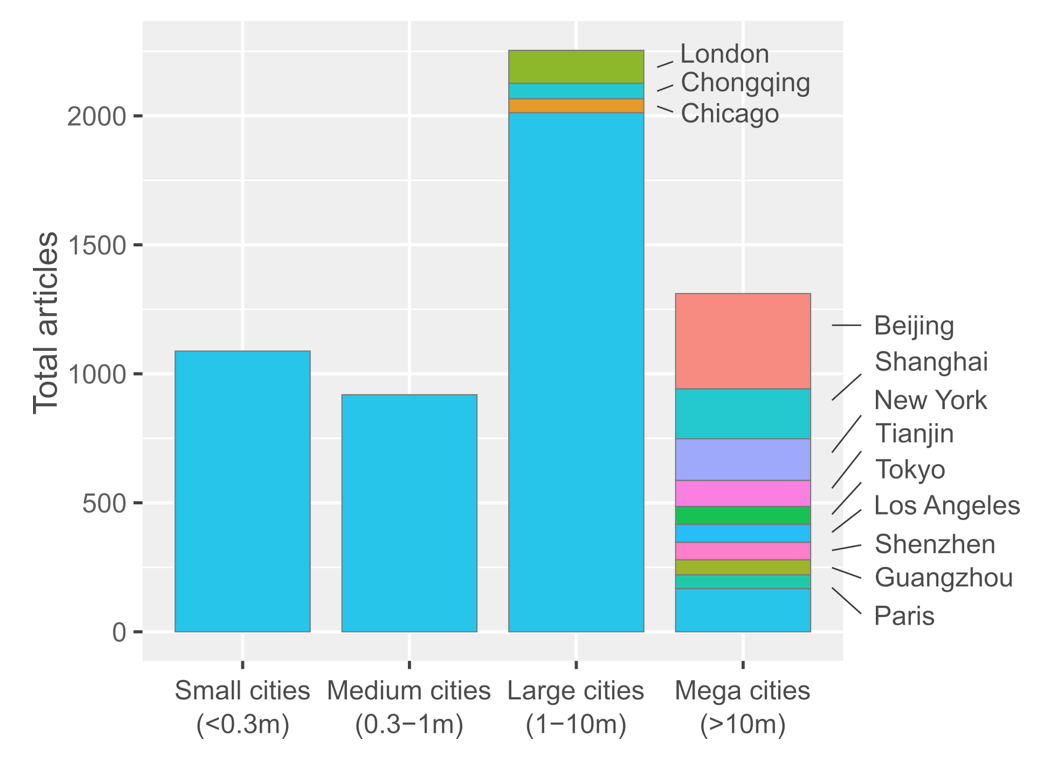 Total articles
2000
1500
1000
500
0
London
Chongqing
Chicago
Beijing
Shanghai
New York
Tianjin
Tokyo
Los Angeles
Shenzhen
Guangzhou
Paris
Small cities
(<0.3m)
Medium cities
(0.3−1m)
Large cities
(1−10m)
Mega cities
(>10m)